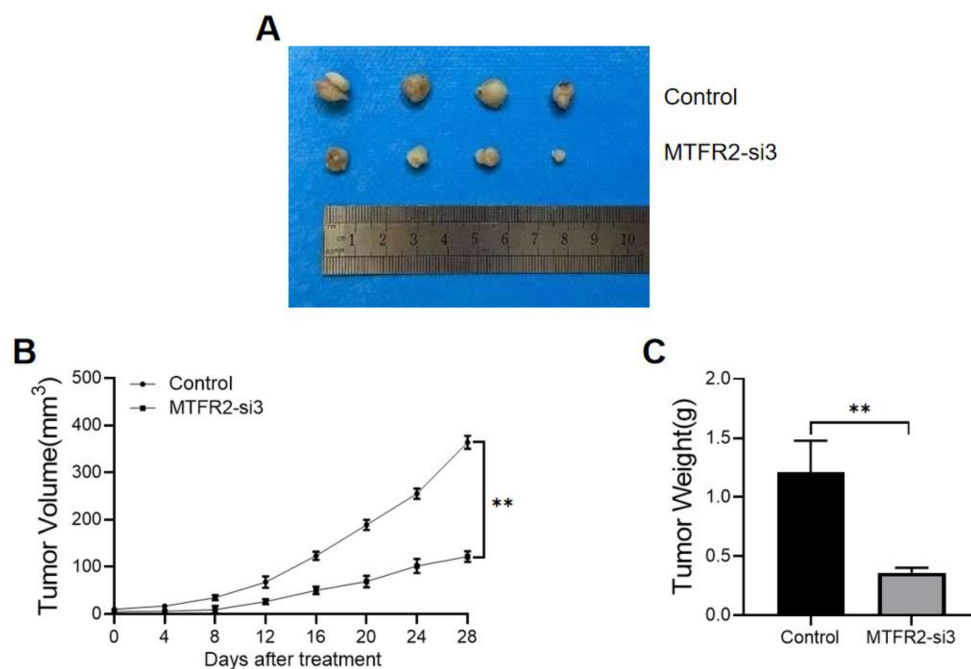 A
Control
MTFR2-si3
cm
1 2 3 4 5 6 7 8 9 10
B
Tumor Volume(mm³)
500
400
300
200
100
0
Control
MTFR2-si3
**
0 4 8 12 16 20 24 28
Days after treatment
C
Tumor Weight(g)
2.0
1.5
1.0
0.5
0.0
**
Control MTFR2-si3